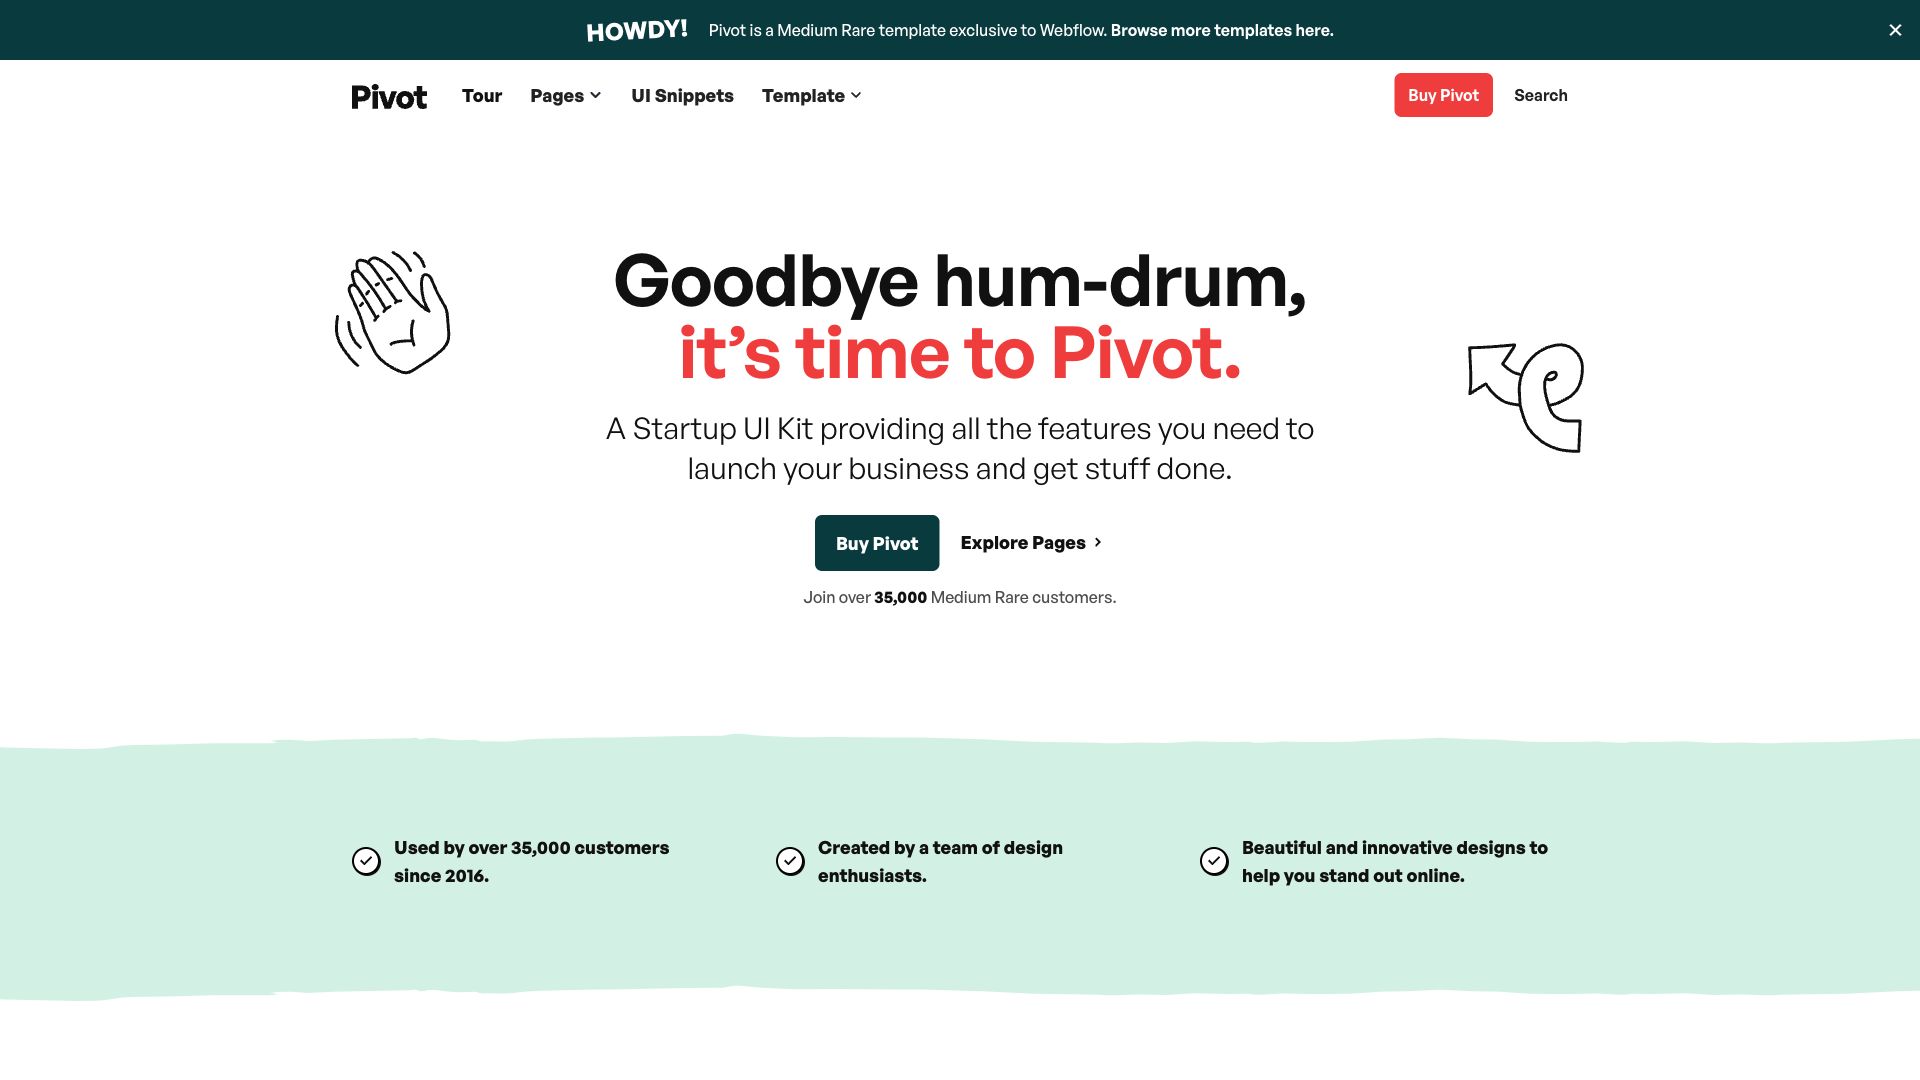 HOWDY! Pivot is a Medium Rare template exclusive to Webflow. Browse more templates here.
Pivot Tour Pages UI Snippets Template Buy Pivot Search
Goodbye hum-drum,
it’s time to Pivot.
A Startup UI Kit providing all the features you need to
launch your business and get stuff done.
Buy Pivot Explore Pages
Join over 35,000 Medium Rare customers.
Used by over 35,000 customers
since 2016.
Created by a team of design
enthusiasts.
Beautiful and innovative designs to
help you stand out online.